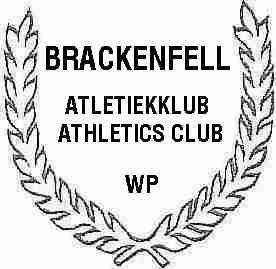 BRACKENFELL
ATLETIEKKLUB
ATHLETICS CLUB
WP